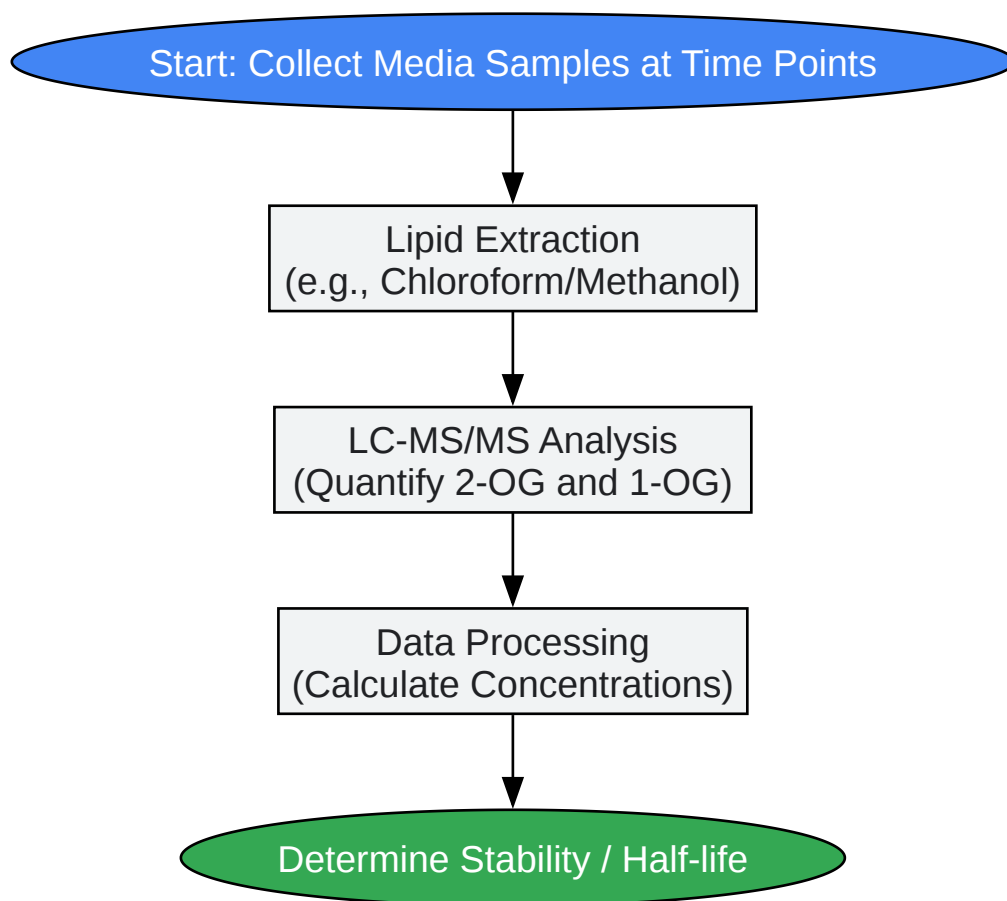 Start: Collect Media Samples at Time Points
Lipid Extraction
(e.g., Chloroform/Methanol)
LC-MS/MS Analysis
(Quantify 2-OG and 1-OG)
Data Processing
(Calculate Concentrations)
Determine Stability / Half-life